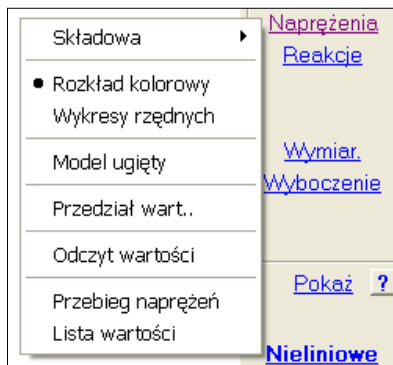 Składowa
Rozkład kolorowy
Wykresy rzędnych
Model ugięty
Przedział wart..
Odczyt wartości
Przebieg naprężeń
Lista wartości
Naprężenia
Reakcje
Wymiar.
Wyboczenie
Pokaż ?
Nieliniowe